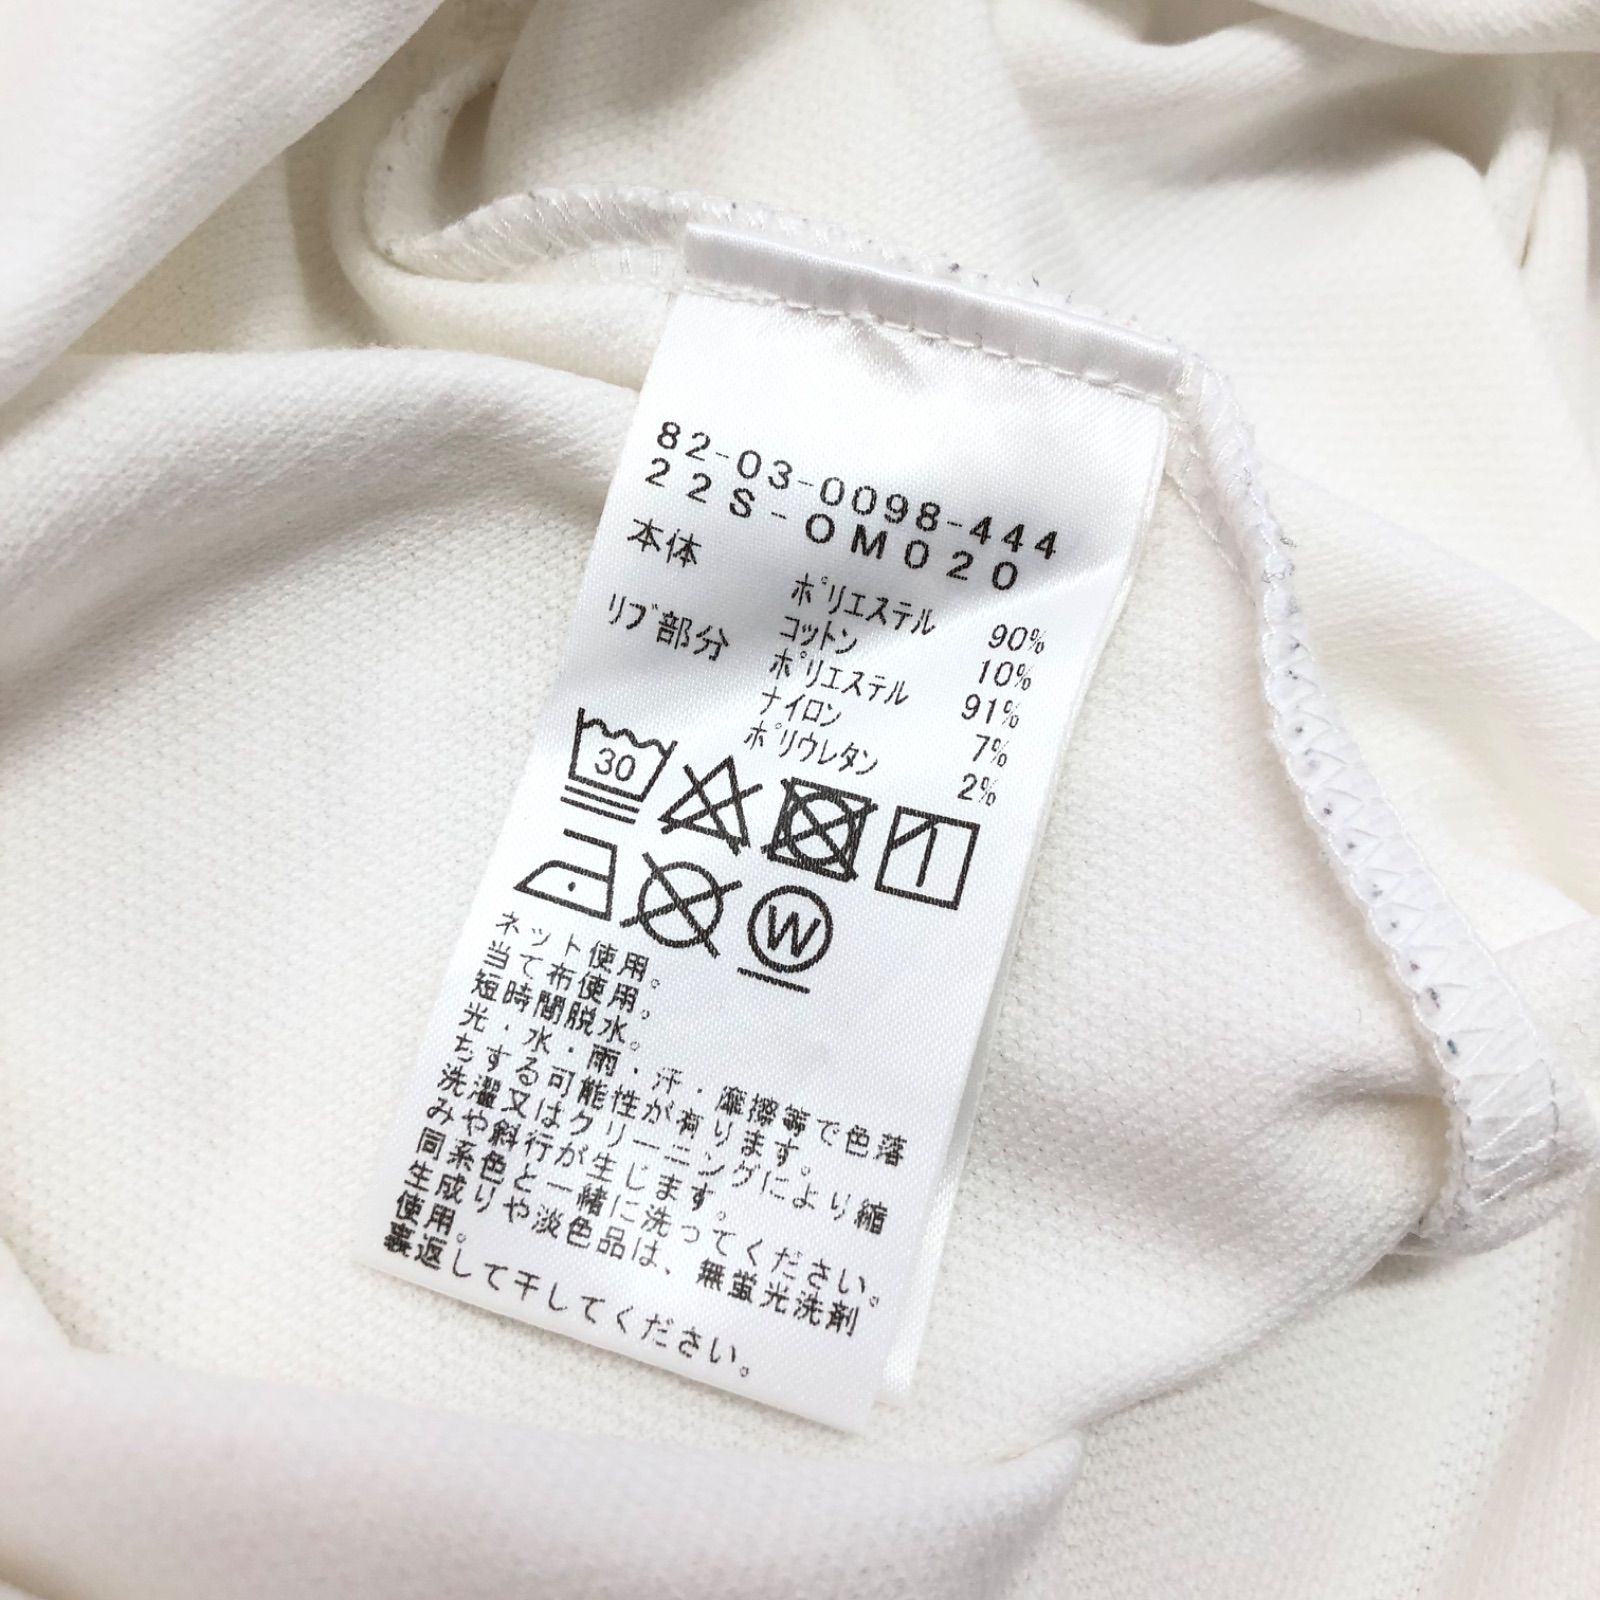 82-03-0098-444
22S-OM020
本体 ポリエステル 90%
コットン 10%
リブ部分 ポリエステル 91%
ナイロン 7%
ポリウレタン 2%
30
W
ネット使用。
当て布使用。
短時間脱水。
光・水・雨・汗・摩擦等で色落
ちする可能性が有ります。
洗濯又はクリーニングにより縮
みや斜行が生じます。
同系色と一緒に洗ってください。
生成りや淡色品は、無蛍光洗剤
使用。
裏返して干してください。